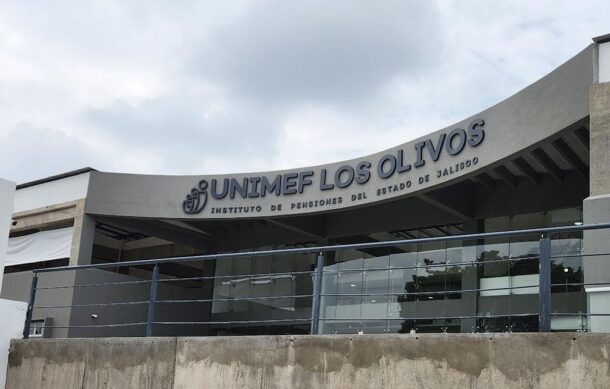 UNIMEF LOS OLIVOS
INSTITUTO DE PENSIONES DEL ESTADO DE JALISCO